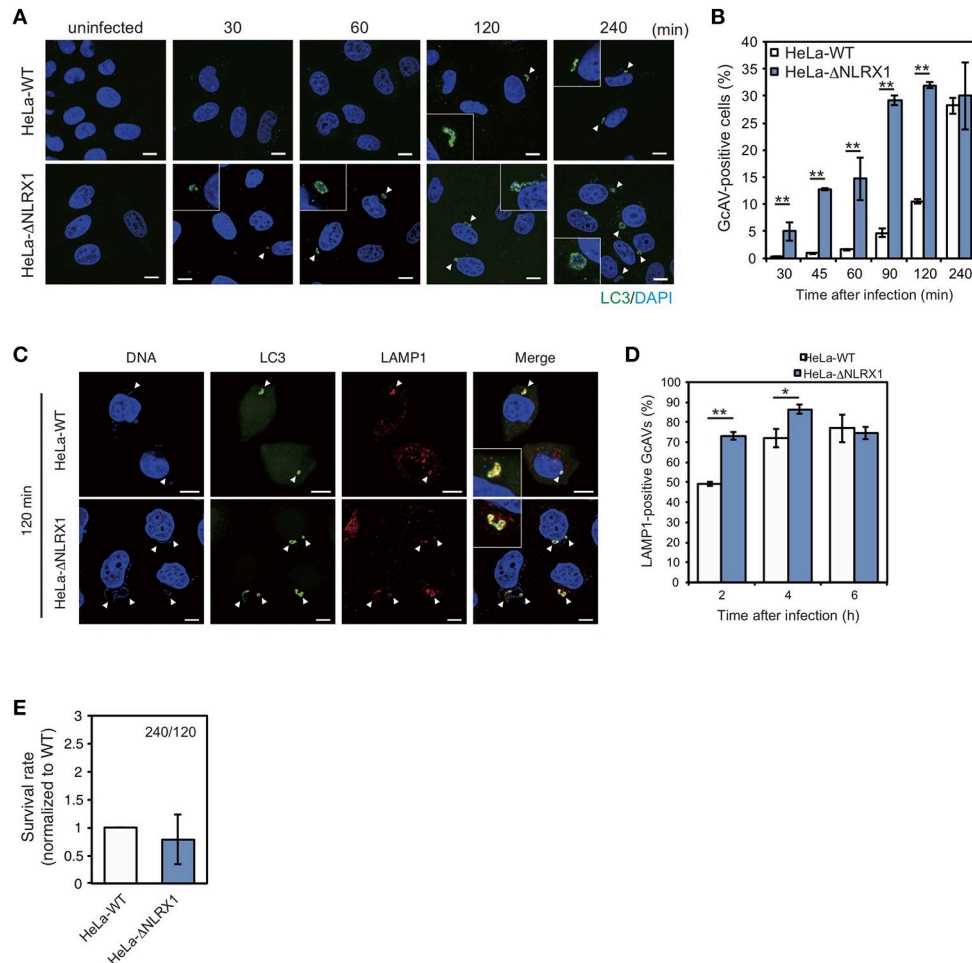 A
uninfected 30 60 120 240 (min)
HeLa-WT
HeLa-ΔNLRX1
LC3/DAPI
B
GcAV-positive cells (%)
HeLa-WT
HeLa-ΔNLRX1
40
35
30
25
20
15
10
5
0
** ** ** ** **
30 45 60 90 120 240
Time after infection (min)
C
DNA LC3 LAMP1 Merge
120 min
HeLa-WT
HeLa-ΔNLRX1
D
HeLa-WT
HeLa-ΔNLRX1
LAMP1-positive GcAVs (%)
100
90
80
70
60
50
40
30
20
10
0
** *
2 4 6
Time after infection (h)
E
Survival rate
(normalized to WT)
3
2.5
2
1.5
1
0.5
0
240/120
HeLa-WT
HeLa-ΔNLRX1